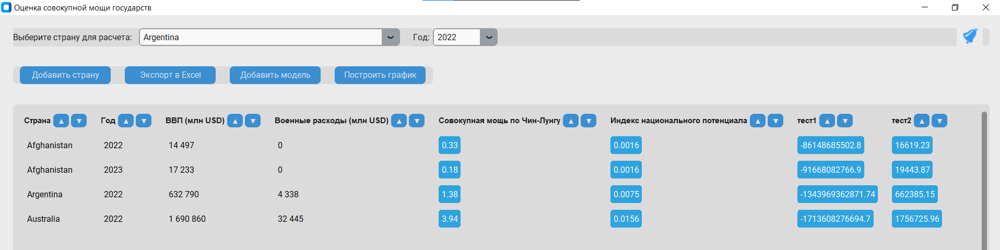 Оценка совокупной мощи государств
Выберите страну для расчета: Argentina Год: 2022
Добавить страну Экспорт в Excel Добавить модель Построить график
Страна ▲ ▼ Год ▲ ▼ ВВП (млн USD) ▲ ▼ Военные расходы (млн USD) ▲ ▼ Совокупная мощь по Чин-Лунгу ▲ ▼ Индекс национального потенциала ▲ ▼ тест1 ▲ ▼ тест2 ▲ ▼
Afghanistan 2022 14 497 0 0.33 0.0016 -86148685502.8 16619.23
Afghanistan 2023 17 233 0 0.18 0.0016 -91668082766.9 19443.87
Argentina 2022 632 790 4 338 1.38 0.0075 -1343969362871.74 662385.15
Australia 2022 1 690 860 32 445 3.94 0.0156 -1713608276694.7 1756725.96